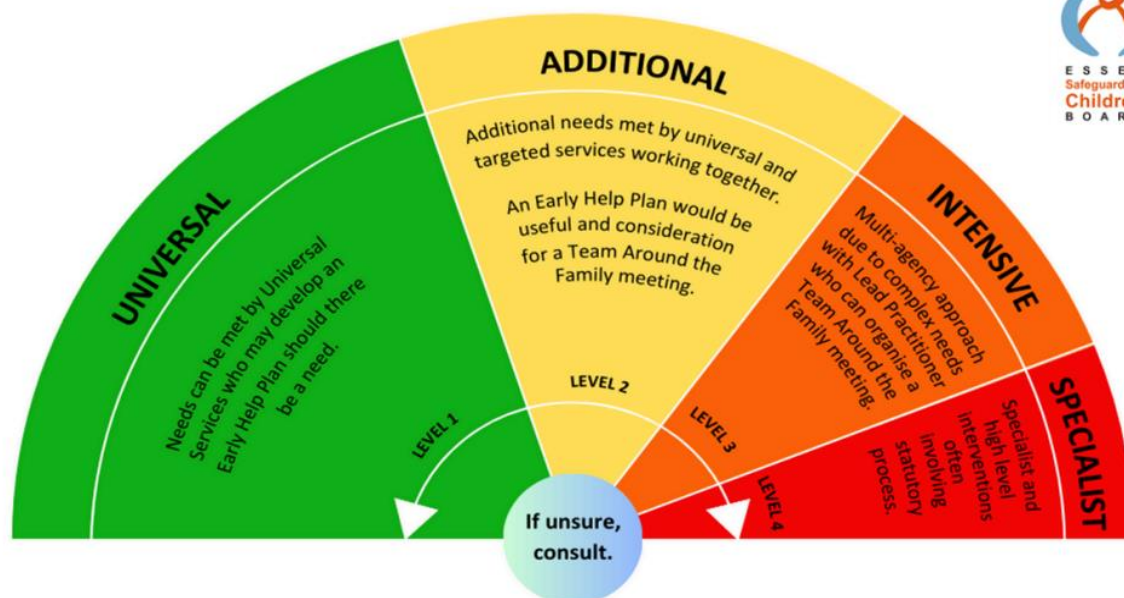 UNIVERSAL
Needs can be met by Universal
Services who may develop an
Early Help Plan should there
be a need.
LEVEL 1
ADDITIONAL
Additional needs met by universal and
targeted services working together.
An Early Help Plan would be
useful and consideration
for a Team Around the
Family meeting.
LEVEL 2
INTENSIVE
Multi-agency approach
due to complex needs
with Lead Practitioner
who can organise a
Team Around the
Family meeting.
LEVEL 3
SPECIALIST
Specialist and
high level
interventions
often
involving
statutory
process.
LEVEL 4
If unsure,
consult.